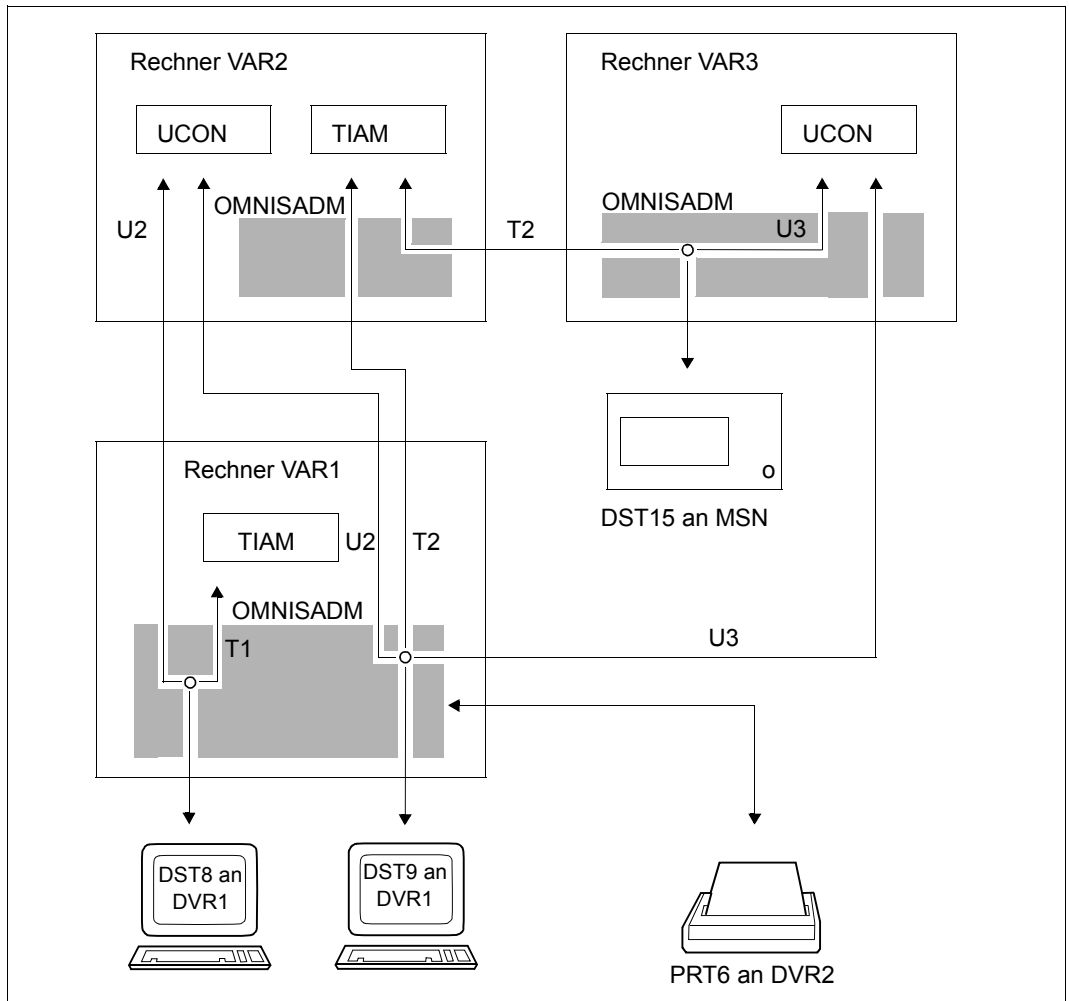 Rechner VAR2
Rechner VAR3
UCON
TIAM
UCON
OMNISADM
OMNISADM
U2
T2
U3
Rechner VAR1
DST15 an MSN
TIAM
U2
T2
OMNISADM
T1
U3
DST8 an
DVR1
DST9 an
DVR1
PRT6 an DVR2